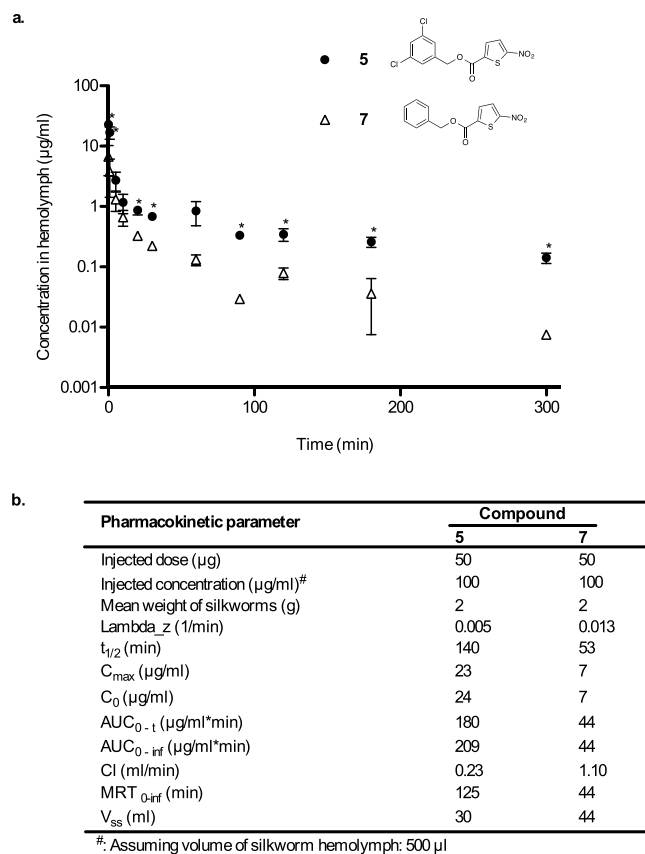 a.
Cl
Cl
O
O
S
NO2
5
7
O
O
S
NO2
100
10
1
0.1
0.01
0.001
Concentration in hemolymph (µg/ml)
* * * * * * * *
0 100 200 300
Time (min)
b.
Pharmacokinetic parameter Compound
5 7
Injected dose (µg) 50 50
Injected concentration (µg/ml)# 100 100
Mean weight of silkworms (g) 2 2
Lambda_z (1/min) 0.005 0.013
t1/2 (min) 140 53
Cmax (µg/ml) 23 7
C0 (µg/ml) 24 7
AUC0 - t (µg/ml*min) 180 44
AUC0 - inf (µg/ml*min) 209 44
Cl (ml/min) 0.23 1.10
MRT 0-inf (min) 125 44
Vss (ml) 30 44
#: Assuming volume of silkworm hemolymph: 500 µl